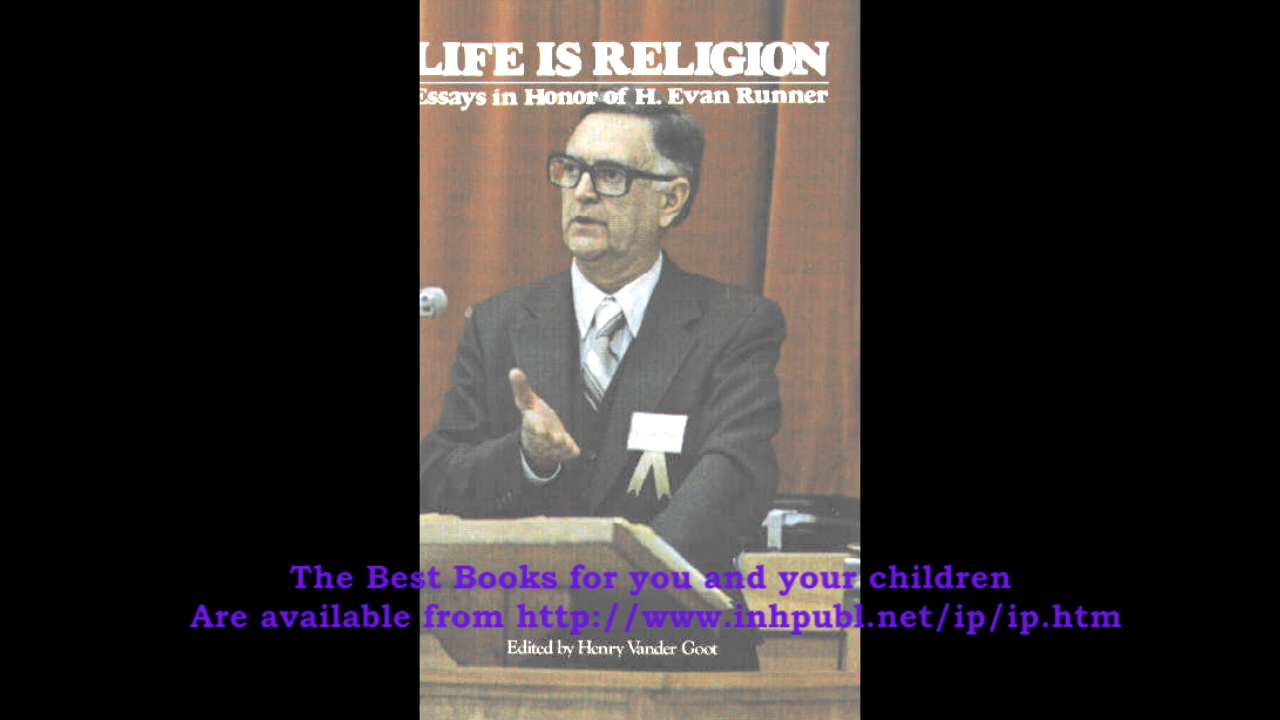 LIFE IS RELIGION
Essays in Honor of H. Evan Runner
The Best Books for you and your children
Are available from http://www.inhpubl.net/ip/ip.htm
Edited by Henry Vander Goot